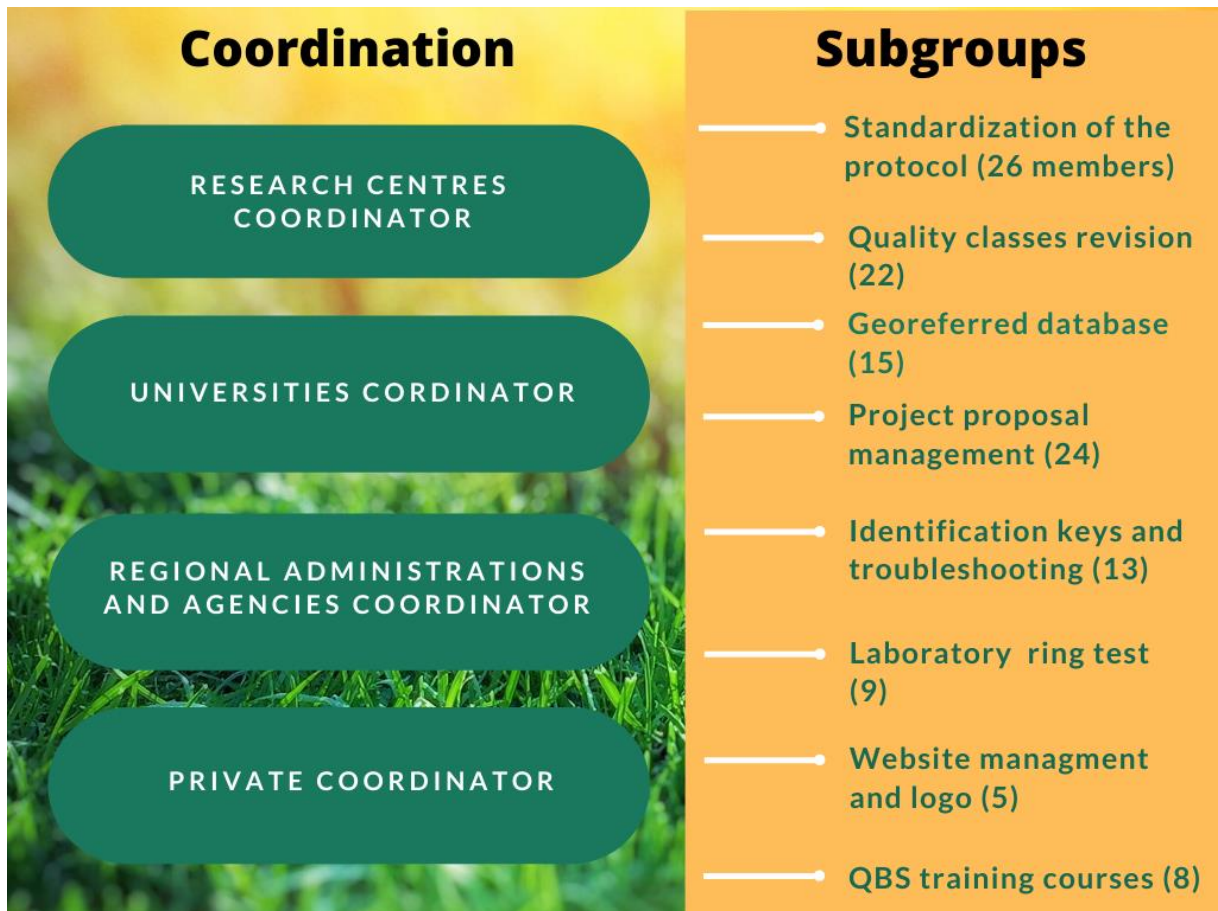 Coordination
RESEARCH CENTRES
COORDINATOR
UNIVERSITIES CORDINATOR
REGIONAL ADMINISTRATIONS
AND AGENCIES COORDINATOR
PRIVATE COORDINATOR
Subgroups
Standardization of the
protocol (26 members)
Quality classes revision
(22)
Georeferred database
(15)
Project proposal
management (24)
Identification keys and
troubleshooting (13)
Laboratory ring test
(9)
Website managment
and logo (5)
QBS training courses (8)